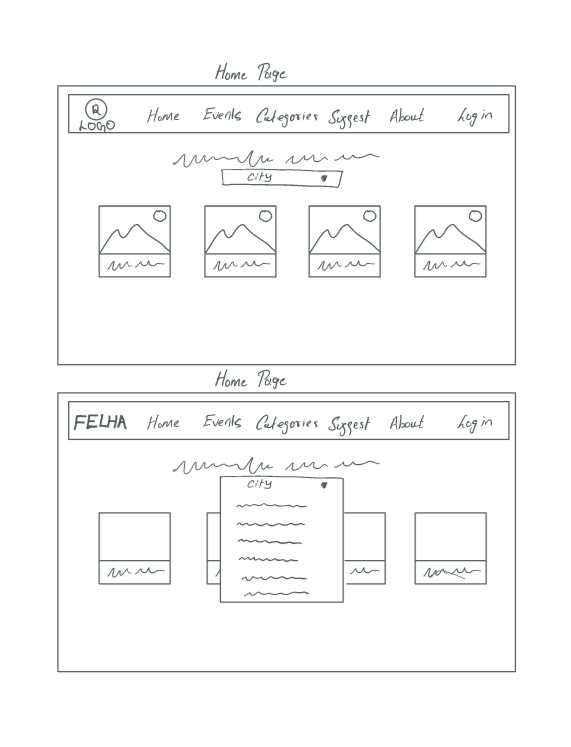 Home Page
R
LOGO
Home Events Categories Suggest About Log in
City
Home Page
FELHA Home Events Categories Suggest About Log in
City